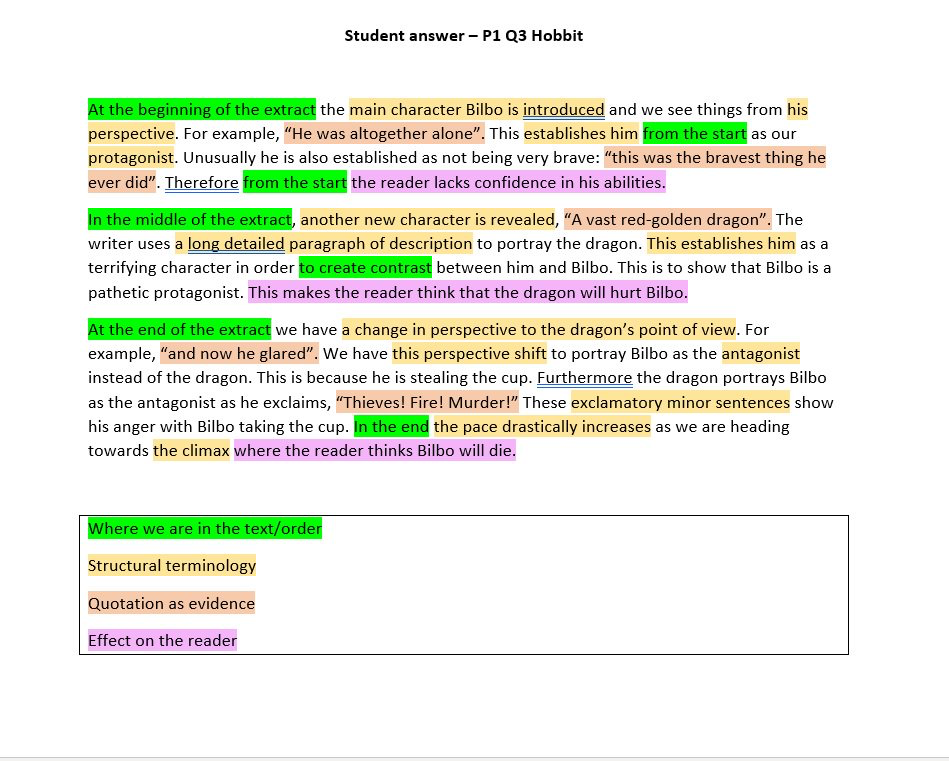 Student answer – P1 Q3 Hobbit
At the beginning of the extract the main character Bilbo is introduced and we see things from his
perspective. For example, “He was altogether alone”. This establishes him from the start as our
protagonist. Unusually he is also established as not being very brave: “this was the bravest thing he
ever did”. Therefore from the start the reader lacks confidence in his abilities.
In the middle of the extract, another new character is revealed, “A vast red-golden dragon”. The
writer uses a long detailed paragraph of description to portray the dragon. This establishes him as a
terrifying character in order to create contrast between him and Bilbo. This is to show that Bilbo is a
pathetic protagonist. This makes the reader think that the dragon will hurt Bilbo.
At the end of the extract we have a change in perspective to the dragon’s point of view. For
example, “and now he glared”. We have this perspective shift to portray Bilbo as the antagonist
instead of the dragon. This is because he is stealing the cup. Furthermore the dragon portrays Bilbo
as the antagonist as he exclaims, “Thieves! Fire! Murder!” These exclamatory minor sentences show
his anger with Bilbo taking the cup. In the end the pace drastically increases as we are heading
towards the climax where the reader thinks Bilbo will die.
Where we are in the text/order
Structural terminology
Quotation as evidence
Effect on the reader